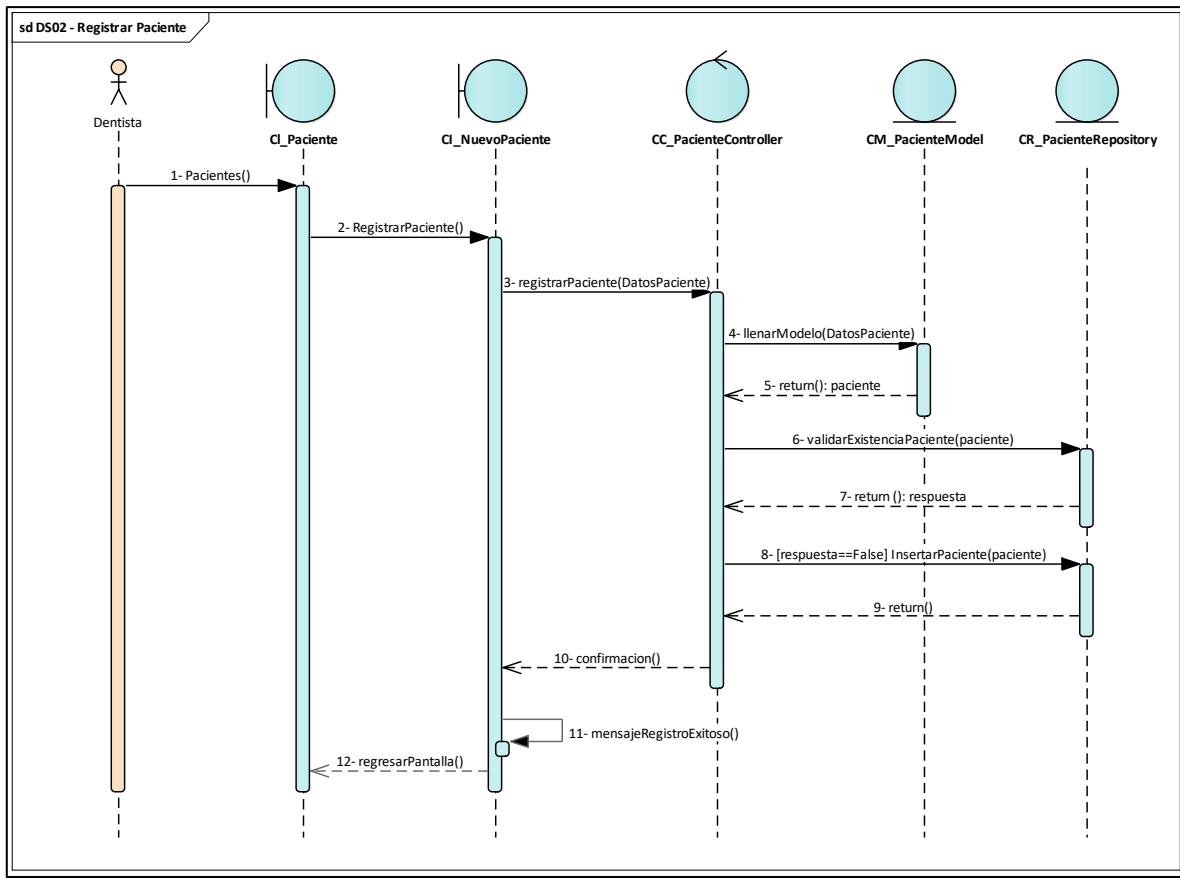 sd DS02 - Registrar Paciente
Dentista
CI_Paciente
CI_NuevoPaciente
CC_PacienteController
CM_PacienteModel
CR_PacienteRepository
1- Pacientes()
2- RegistrarPaciente()
3- registrarPaciente(DatosPaciente)
4- llenarModelo(DatosPaciente)
5- return(): paciente
6- validarExistenciaPaciente(paciente)
7- return (): respuesta
8- [respuesta==False] InsertarPaciente(paciente)
9- return()
10- confirmacion()
11- mensajeRegistroExitoso()
12- regresarPantalla()